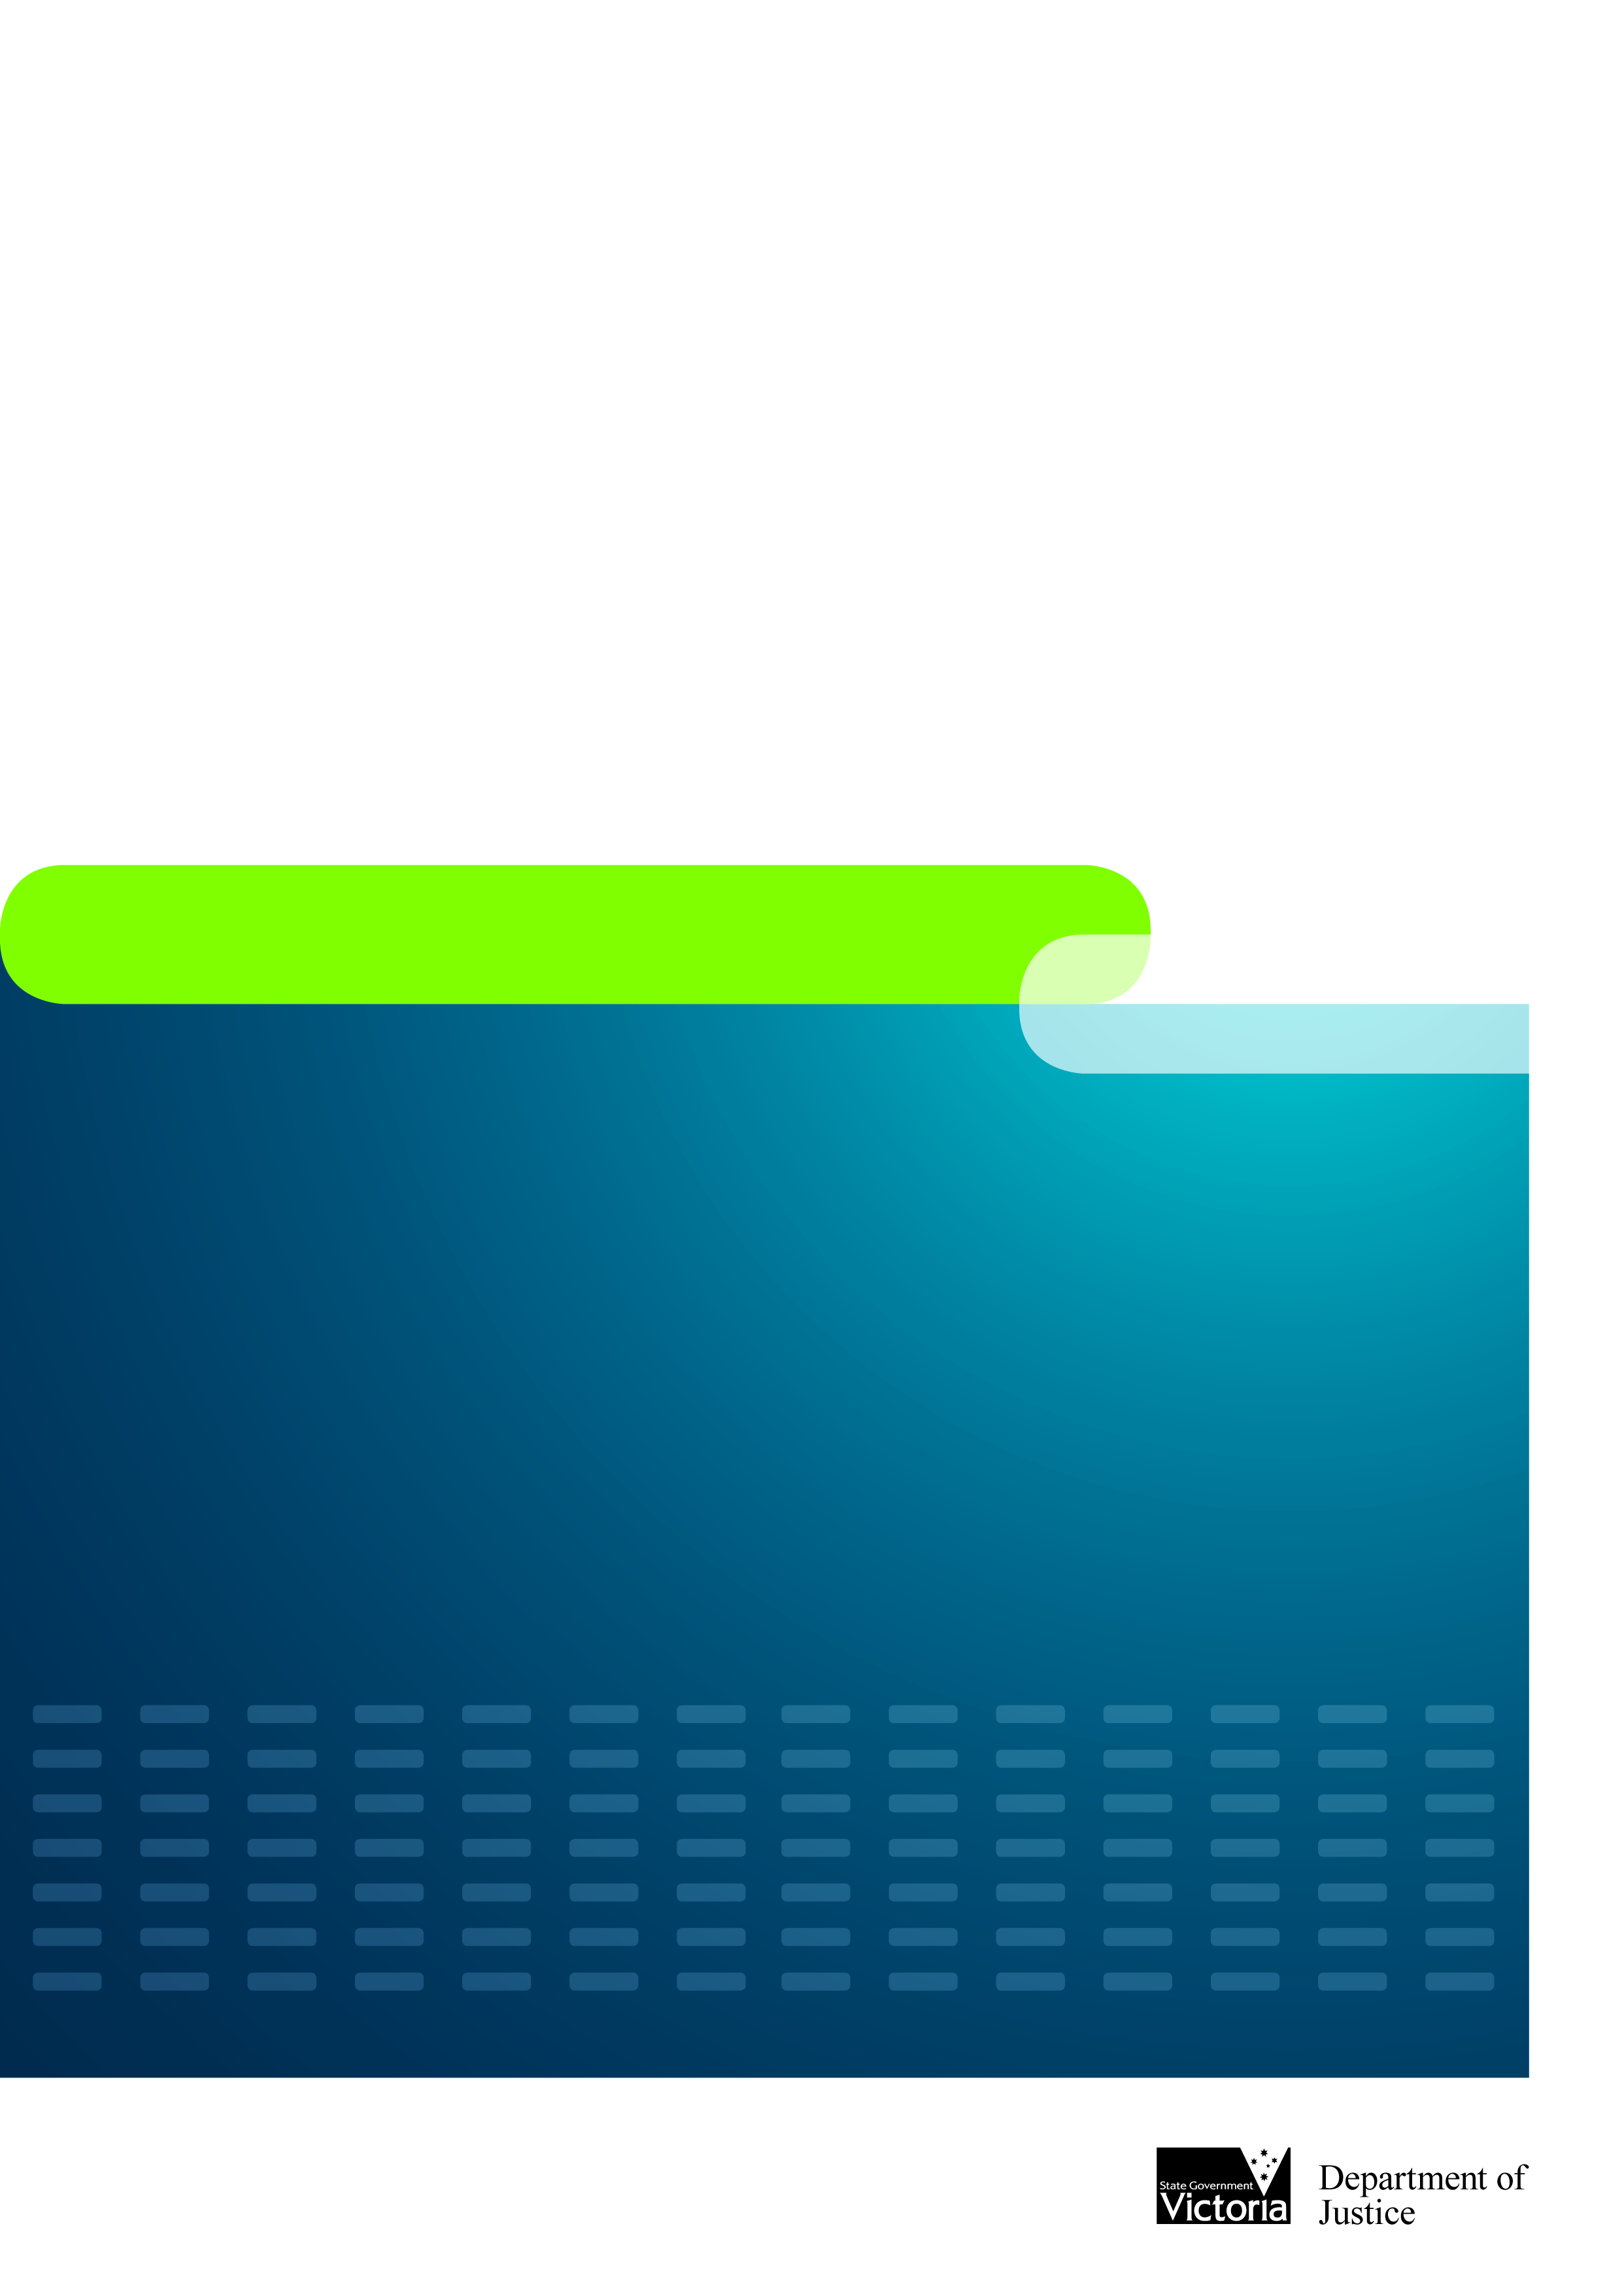 State Government
Victoria
Department of
Justice